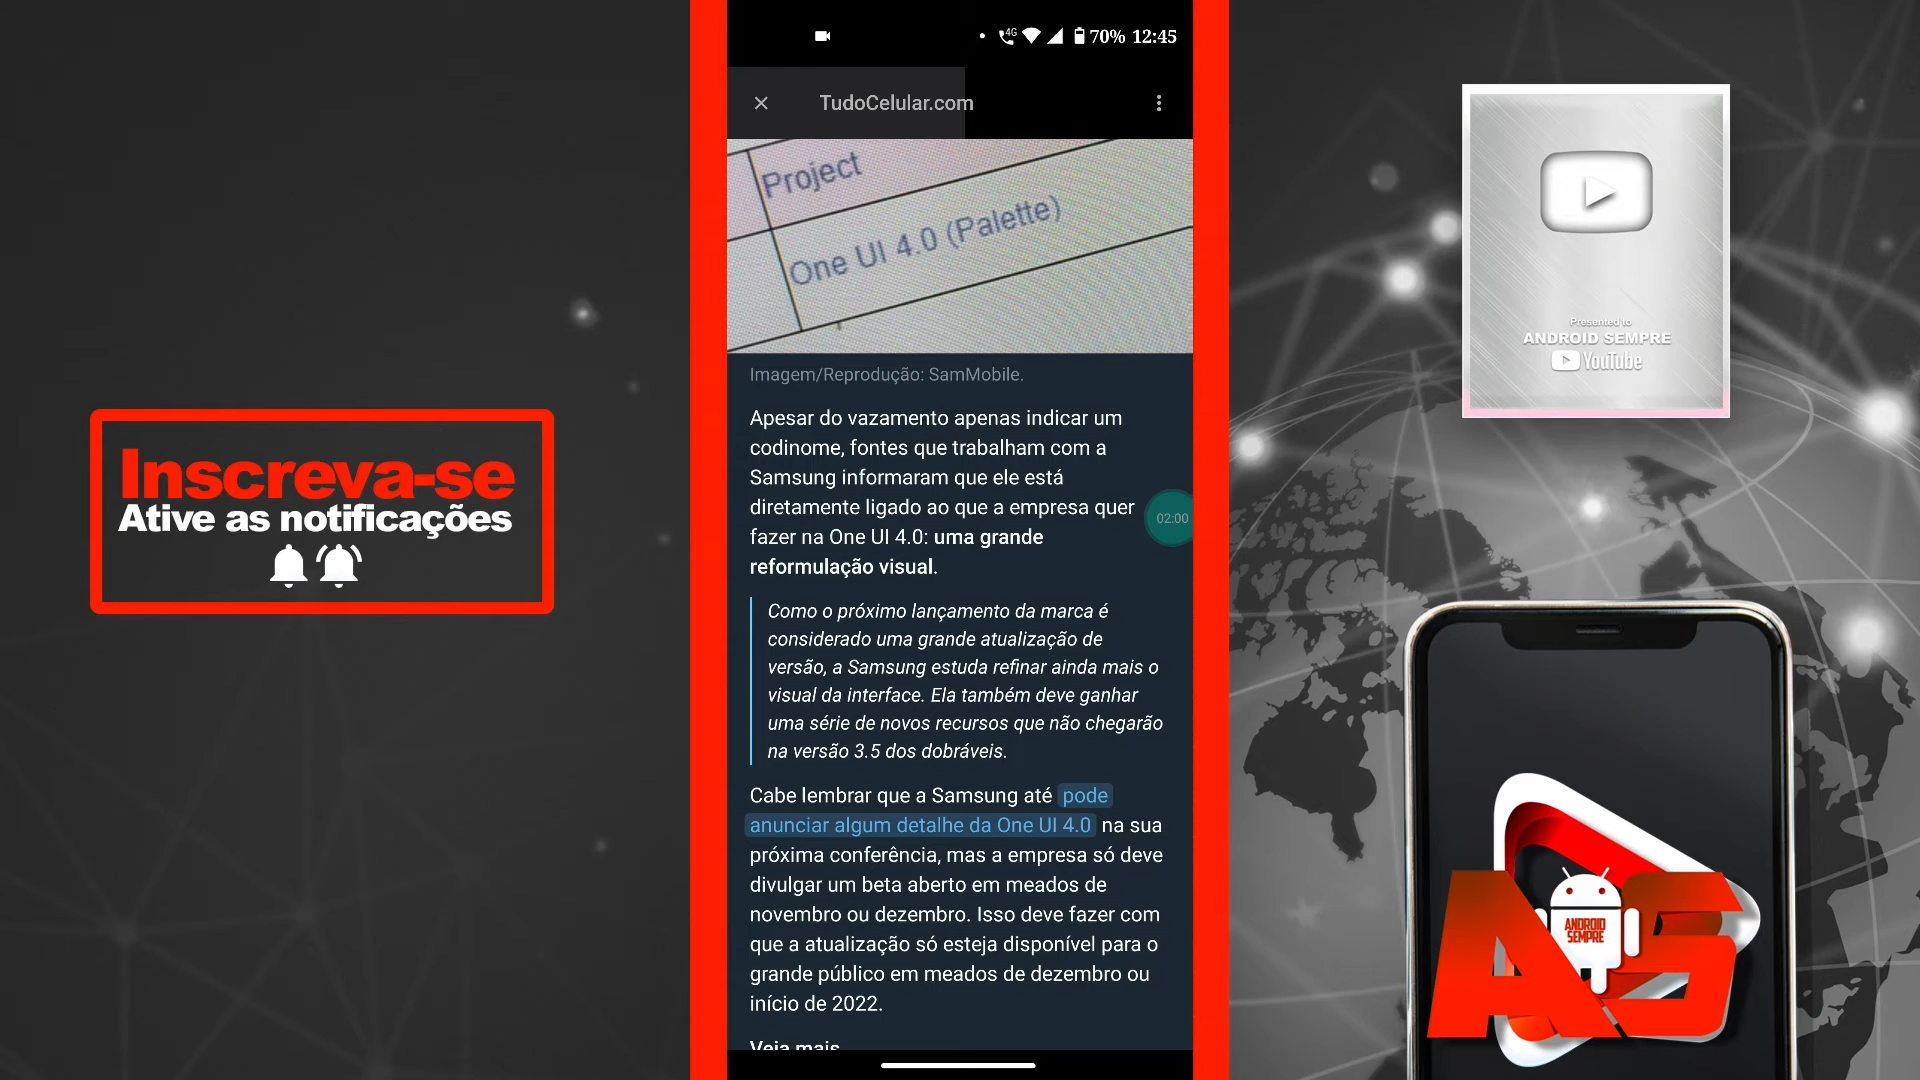 Inscreva-se
Ative as notificações
4G
70% 12:45
TudoCelular.com
Project
One UI 4.0 (Palette)
Imagem/Reprodução: SamMobile.
Apesar do vazamento apenas indicar um
codinome, fontes que trabalham com a
Samsung informaram que ele está
diretamente ligado ao que a empresa quer
fazer na One UI 4.0: uma grande
reformulação visual.
02:00
Como o próximo lançamento da marca é
considerado uma grande atualização de
versão, a Samsung estuda refinar ainda mais o
visual da interface. Ela também deve ganhar
uma série de novos recursos que não chegarão
na versão 3.5 dos dobráveis.
Cabe lembrar que a Samsung até pode
anunciar algum detalhe da One UI 4.0 na sua
próxima conferência, mas a empresa só deve
divulgar um beta aberto em meados de
novembro ou dezembro. Isso deve fazer com
que a atualização só esteja disponível para o
grande público em meados de dezembro ou
início de 2022.
Veja mais
Presented to
ANDROID SEMPRE
YouTube
AS
ANDROID
SEMPRE